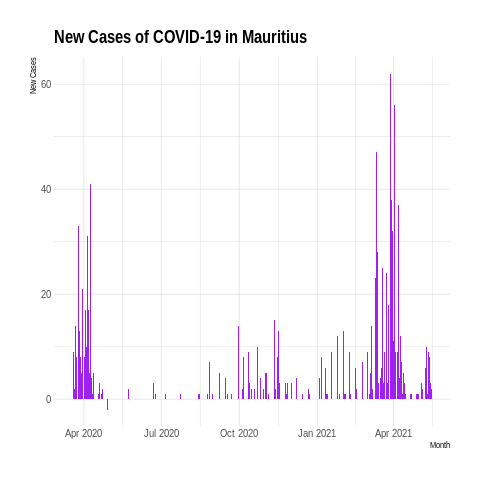 New Cases of COVID-19 in Mauritius
New Cases
60
40
20
0
Apr 2020 Jul 2020 Oct 2020 Jan 2021 Apr 2021
Month